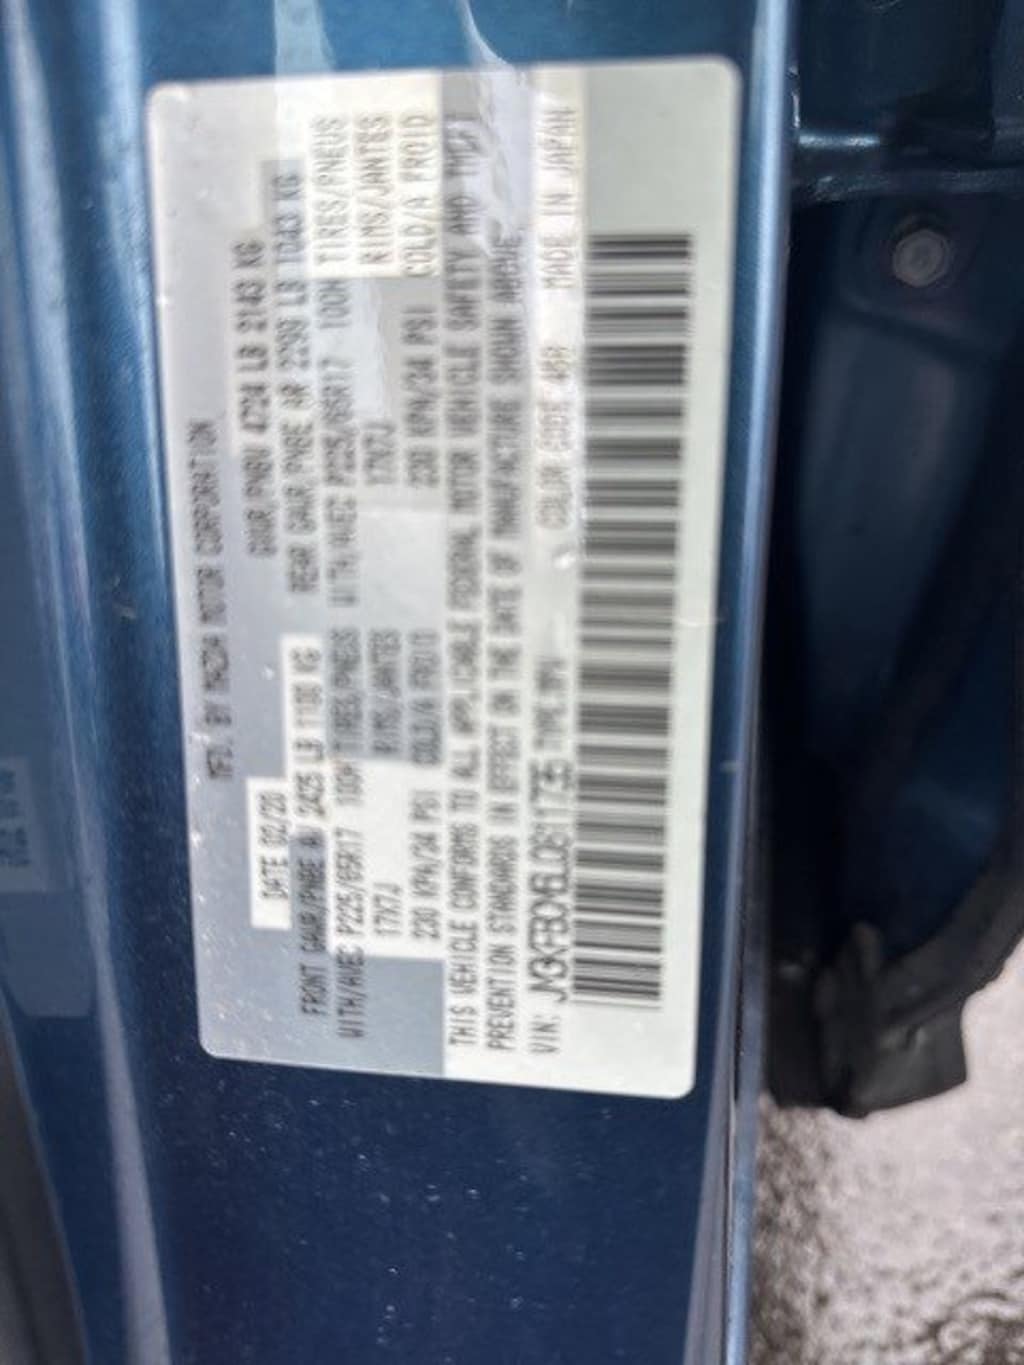 MFD. BY MAZDA MOTOR CORPORATION
DATE 02/20 GVWR/PNBV 4724 LB 2143 KG
FRONT GAWR/PNBE AV 2425 LB 1100 KG REAR GAWR/PNBE AR 2299 LB 1043 KG
WITH/AVEC P225/65R17 100H TIRES/PNEUS WITH/AVEC P225/65R17 100H TIRES/PNEUS
17X7J RIMS/JANTES 17X7J RIMS/JANTES
230 KPA/34 PSI COLD/A FROID 230 KPA/34 PSI COLD/A FROID
THIS VEHICLE CONFORMS TO ALL APPLICABLE FEDERAL MOTOR VEHICLE SAFETY AND THEFT
PREVENTION STANDARDS IN EFFECT ON THE DATE OF MANUFACTURE SHOWN ABOVE
VIN: TYPE: MPV COLOR CODE MADE IN JAPAN